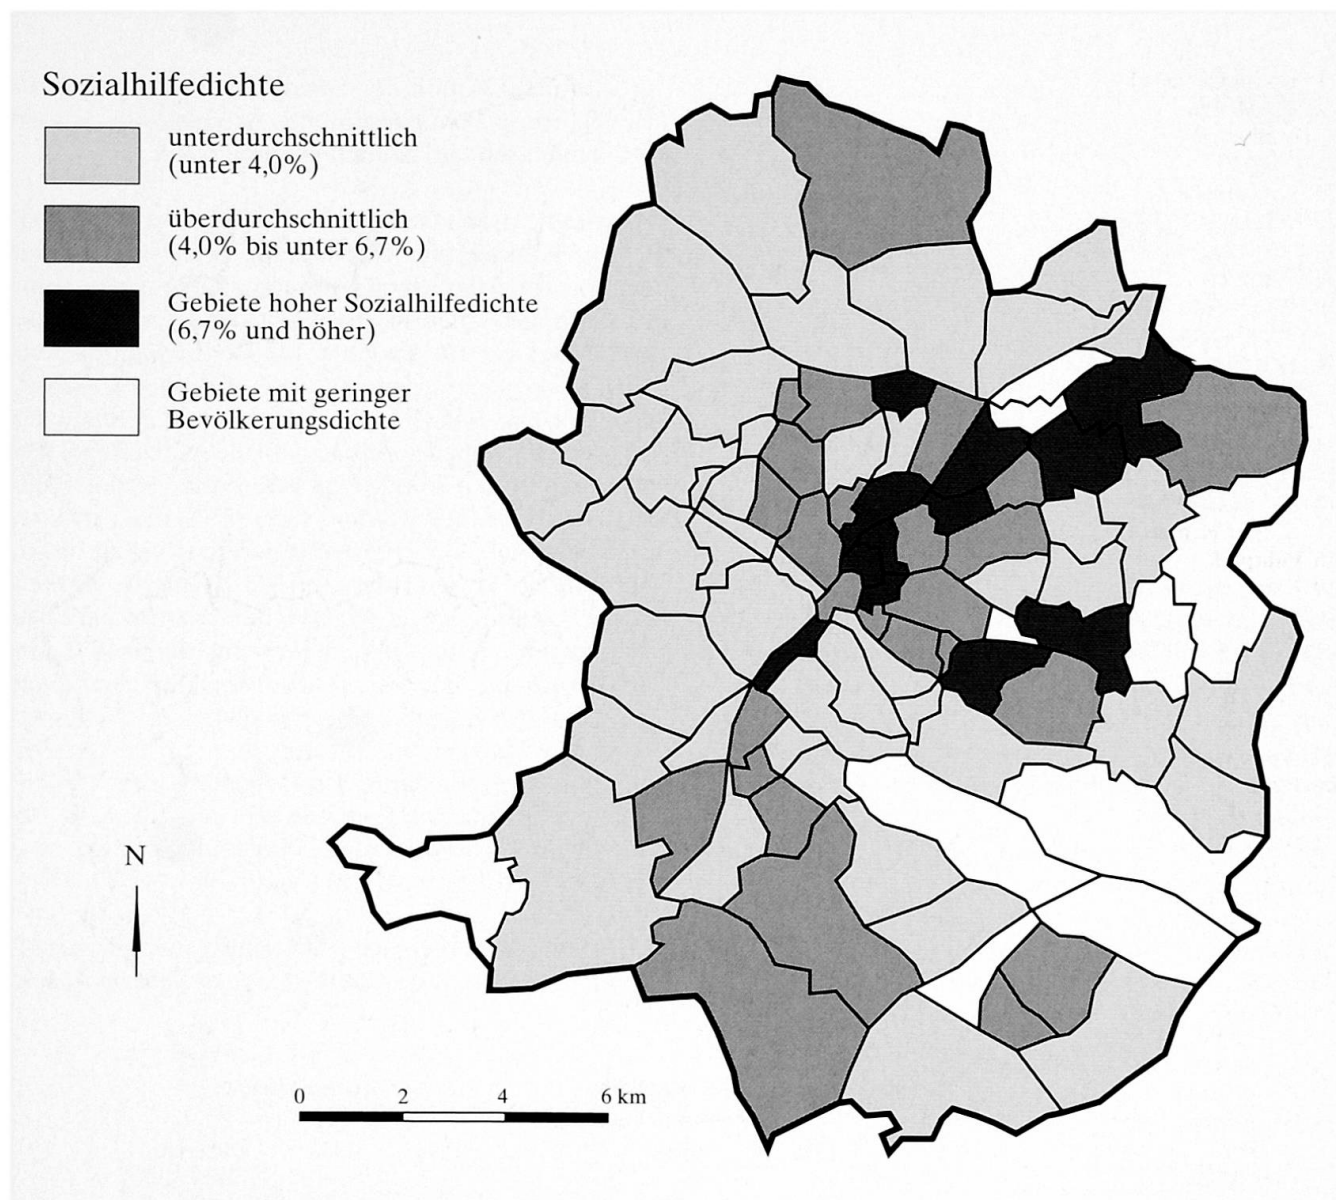 Sozialhilfedichte
unterdurchschnittlich
(unter 4,0%)
überdurchschnittlich
(4,0% bis unter 6,7%)
Gebiete hoher Sozialhilfedichte
(6,7% und höher)
Gebiete mit geringer
Bevölkerungsdichte
N
0 2 4 6 km